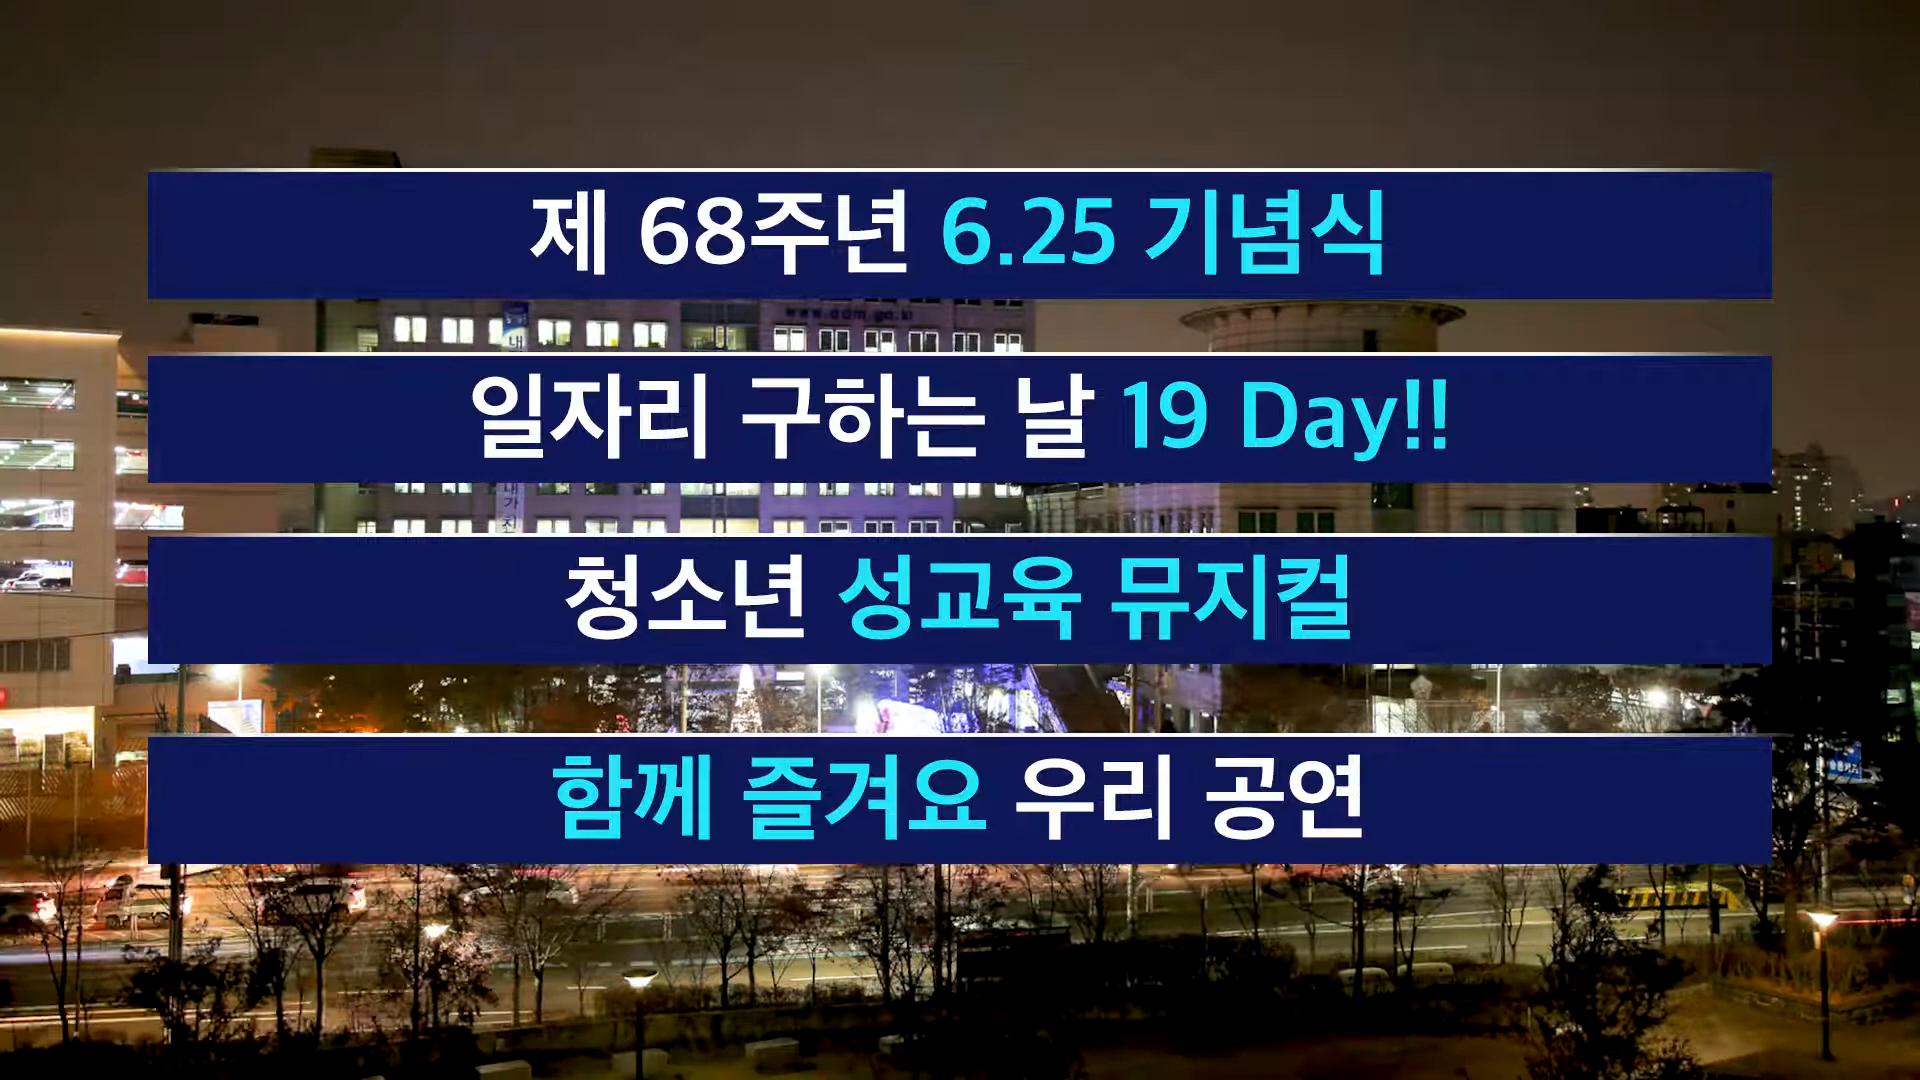 제 68주년 6.25 기념식
일자리 구하는 날 19 Day!!
청소년 성교육 뮤지컬
함께 즐겨요 우리 공연